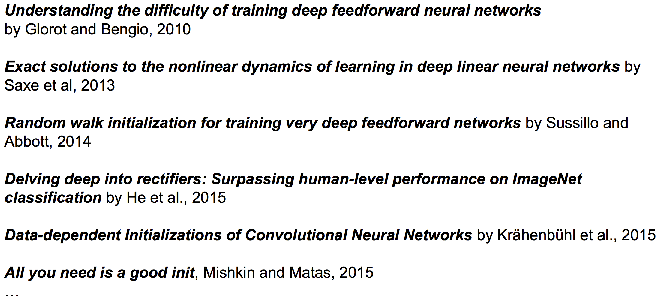 Understanding the difficulty of training deep feedforward neural networks
by Glorot and Bengio, 2010
Exact solutions to the nonlinear dynamics of learning in deep linear neural networks by
Saxe et al, 2013
Random walk initialization for training very deep feedforward networks by Sussillo and
Abbott, 2014
Delving deep into rectifiers: Surpassing human-level performance on ImageNet
classification by He et al., 2015
Data-dependent Initializations of Convolutional Neural Networks by Krähenbühl et al., 2015
All you need is a good init, Mishkin and Matas, 2015
…